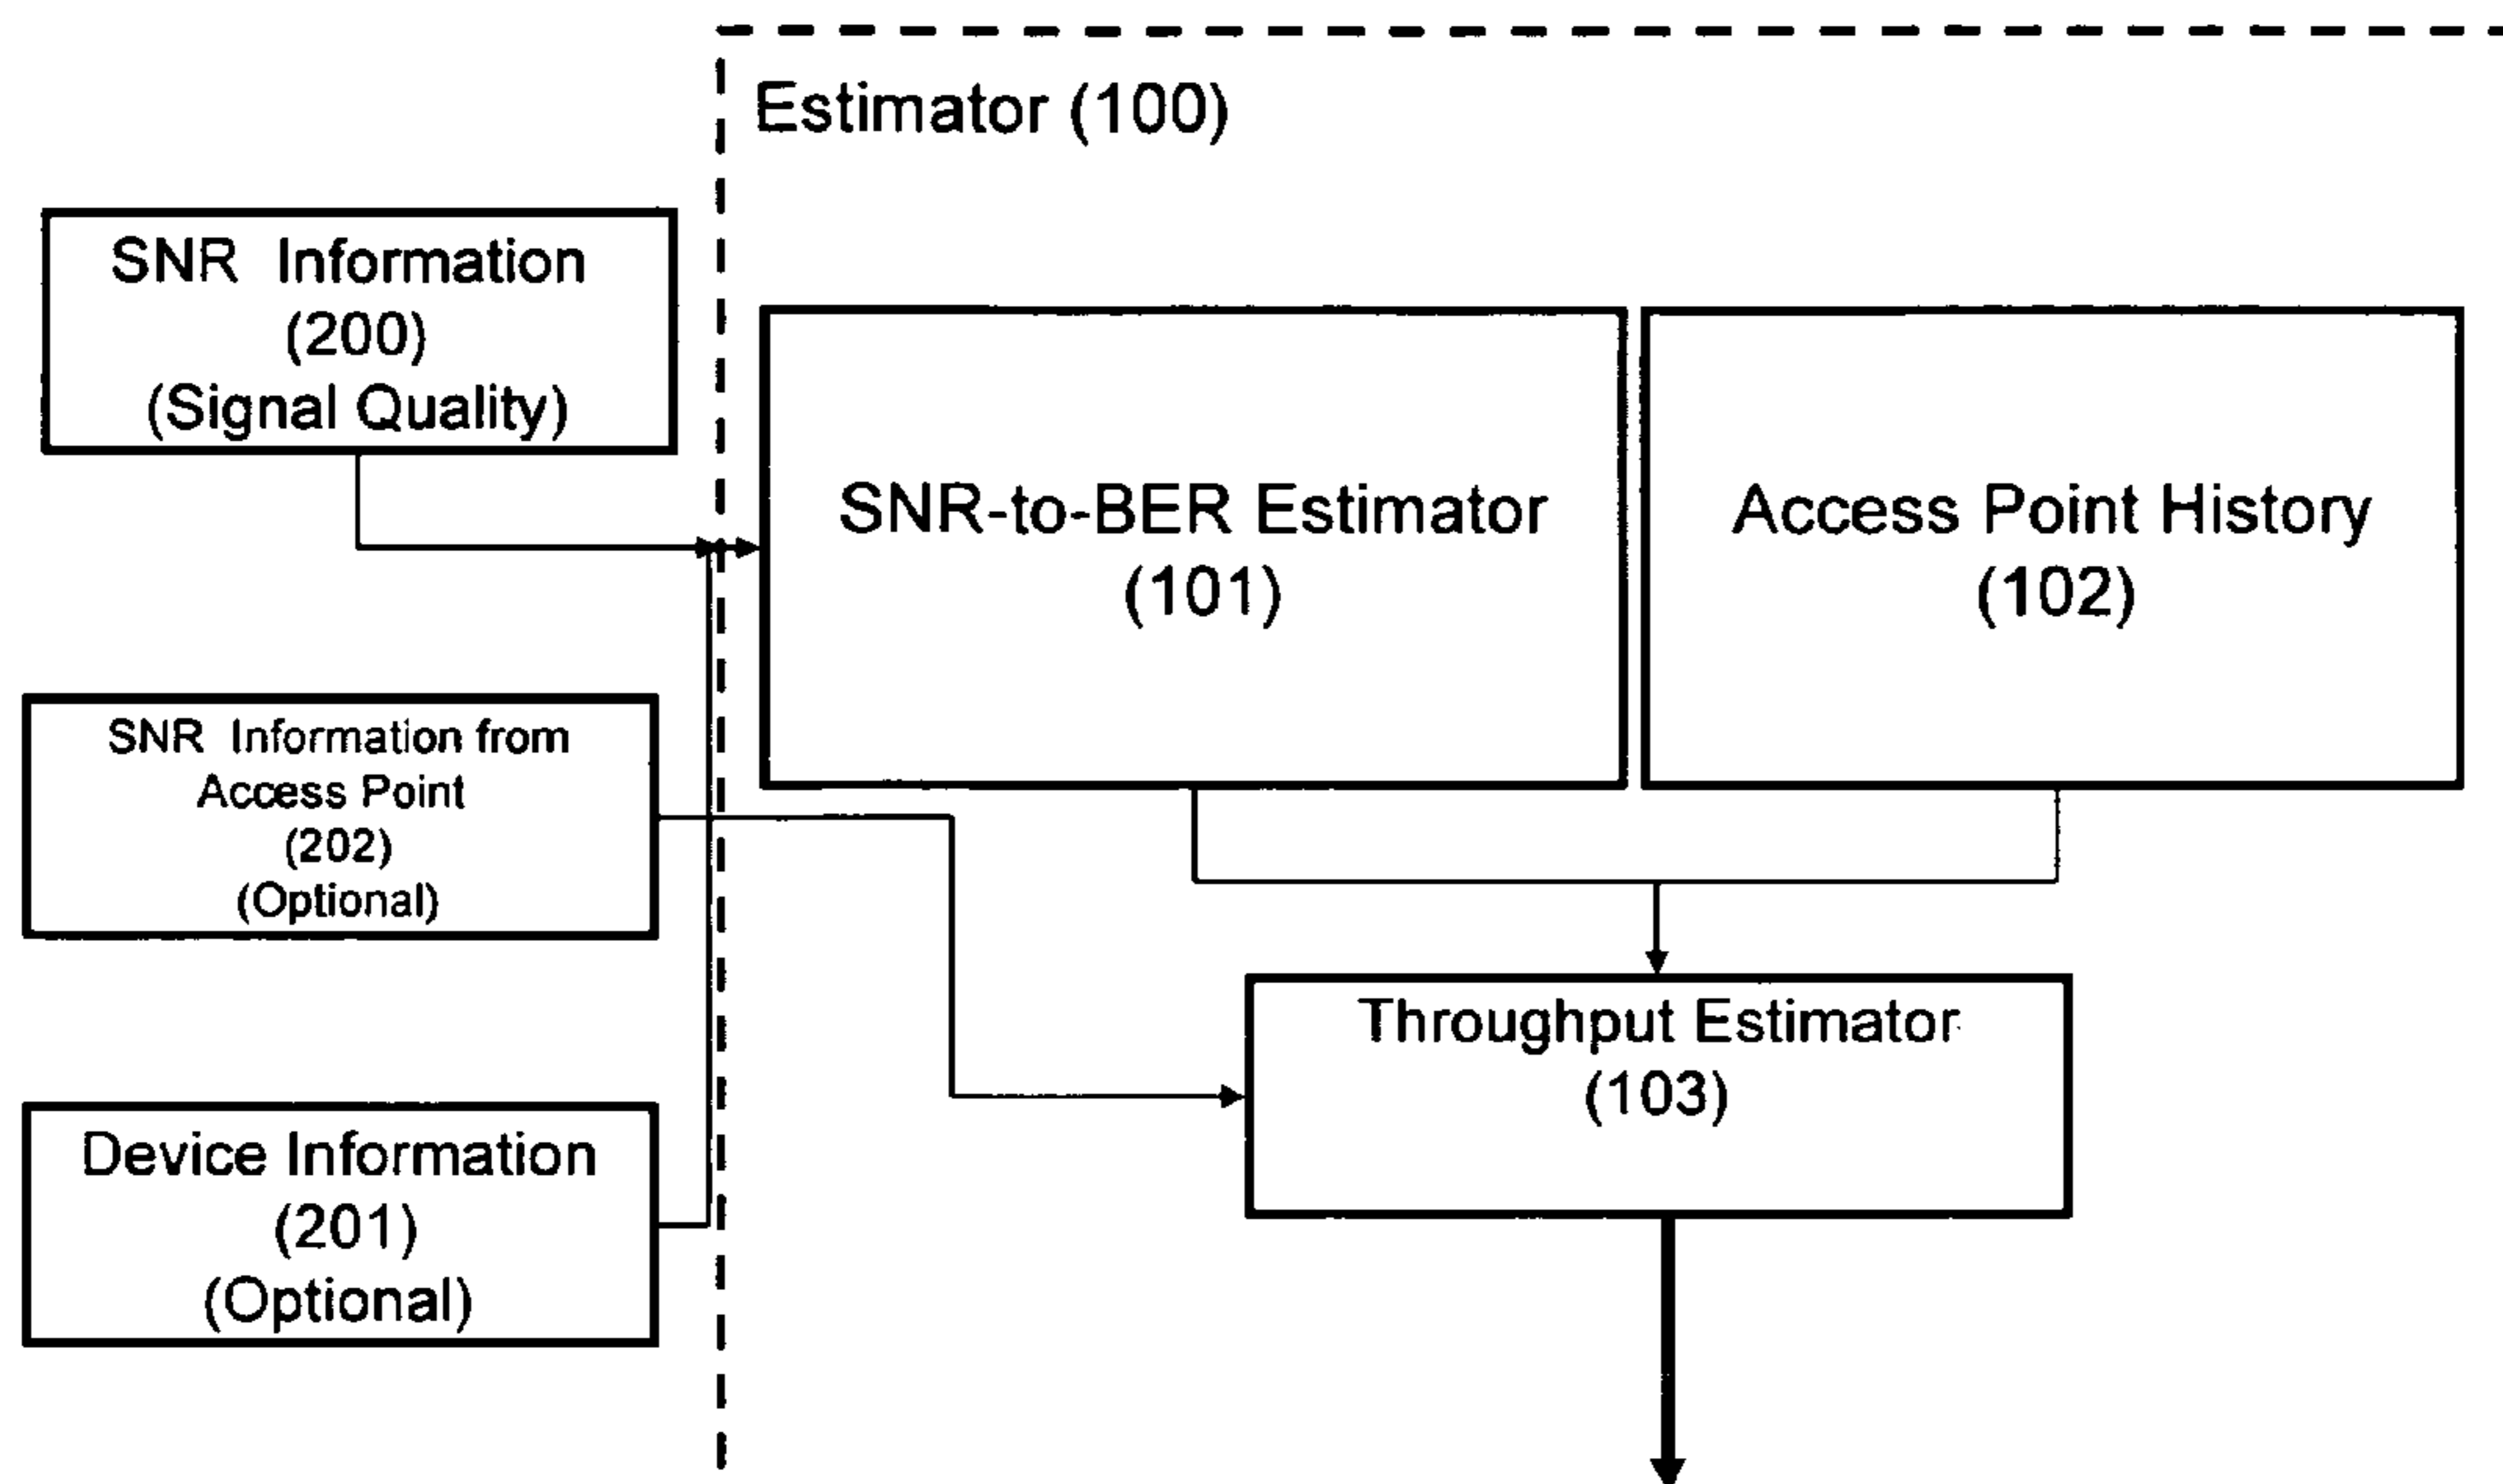 Estimator (100)
SNR Information
(200)
(Signal Quality)
SNR-to-BER Estimator
(101)
Access Point History
(102)
SNR Information from
Access Point
(202)
(Optional)
Throughput Estimator
(103)
Device Information
(201)
(Optional)